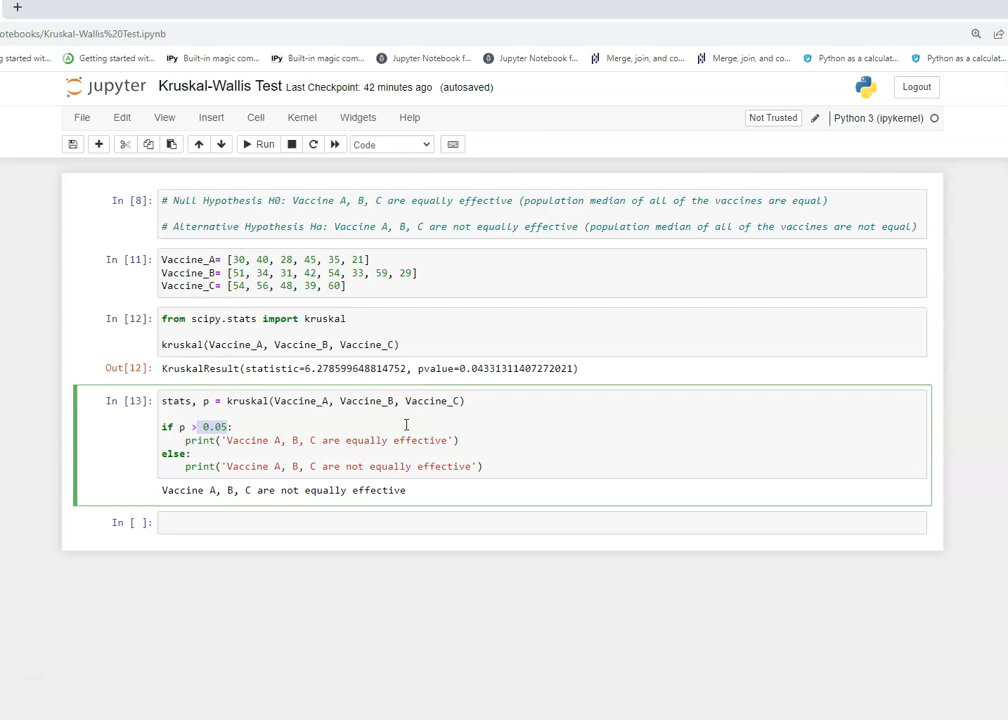 +
otebooks/Kruskal-Wallis%20Test.ipynb
g started wit... Getting started wit... IPy Built-in magic com... IPy Built-in magic com... Jupyter Notebook f... Jupyter Notebook f... Merge, join, and co... Merge, join, and co... Python as a calculat... Python as a calculat...
jupyter Kruskal-Wallis Test Last Checkpoint: 42 minutes ago (autosaved) Logout
File Edit View Insert Cell Kernel Widgets Help Not Trusted Python 3 (ipykernel)
Run Code
In [8]: # Null Hypothesis H0: Vaccine A, B, C are equally effective (population median of all of the vaccines are equal)
# Alternative Hypothesis Ha: Vaccine A, B, C are not equally effective (population median of all of the vaccines are not equal)
In [11]: Vaccine_A= [30, 40, 28, 45, 35, 21]
Vaccine_B= [51, 34, 31, 42, 54, 33, 59, 29]
Vaccine_C= [54, 56, 48, 39, 60]
In [12]: from scipy.stats import kruskal
kruskal(Vaccine_A, Vaccine_B, Vaccine_C)
Out[12]: KruskalResult(statistic=6.278599648814752, pvalue=0.04331311407272021)
In [13]: stats, p = kruskal(Vaccine_A, Vaccine_B, Vaccine_C)
if p > 0.05:
print('Vaccine A, B, C are equally effective')
else:
print('Vaccine A, B, C are not equally effective')
Vaccine A, B, C are not equally effective
In [ ]: